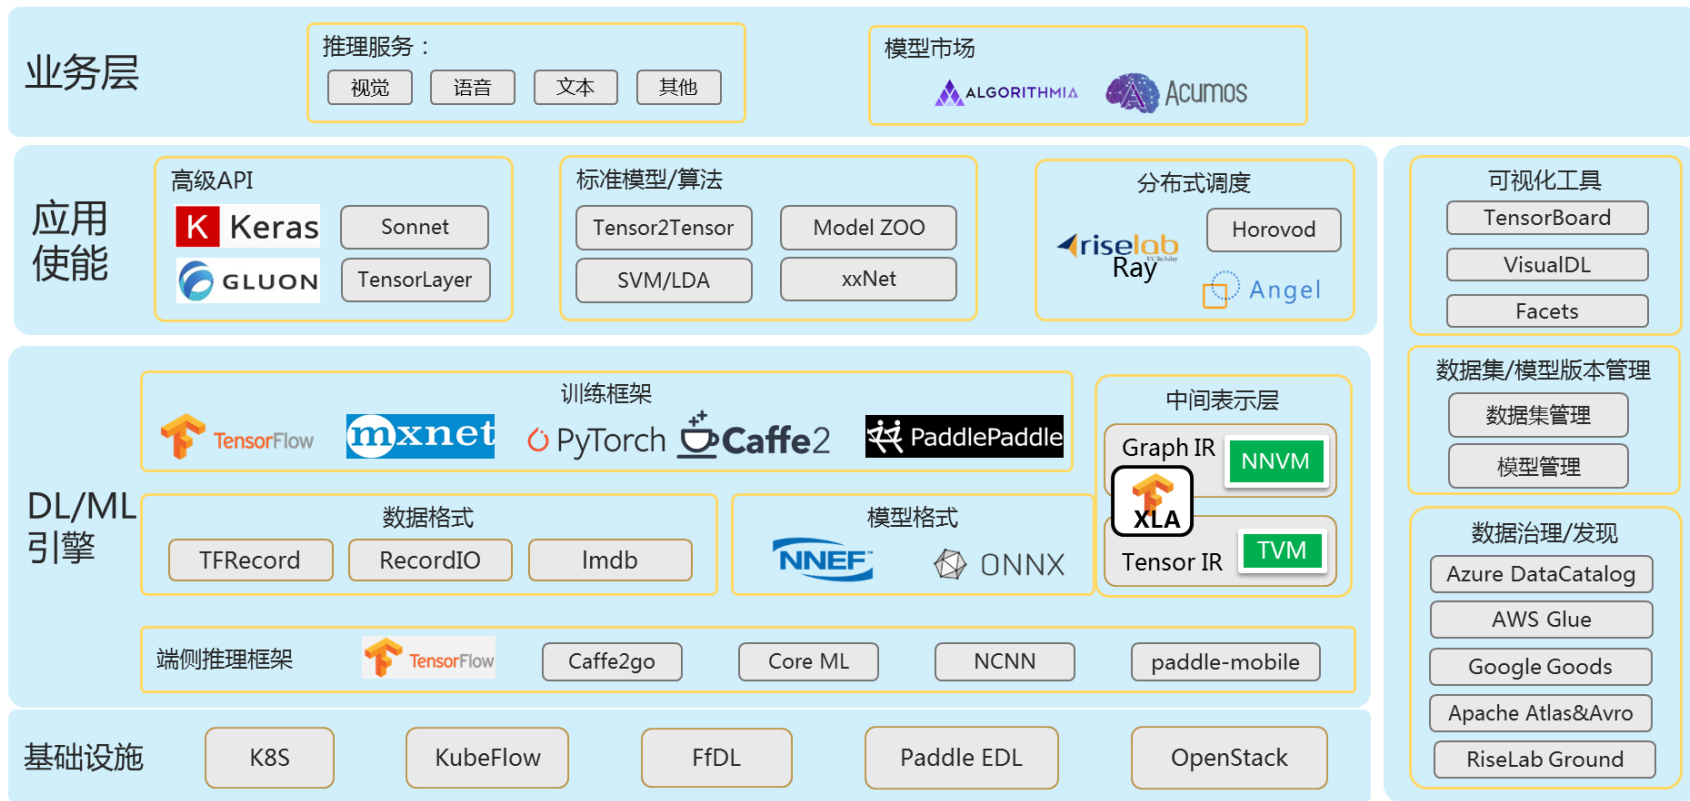 业务层
推理服务：
视觉
语音
文本
其他
模型市场
ALGORITHMIA
Acumos
应用
使能
高级API
K Keras
Sonnet
GLUON
TensorLayer
标准模型/算法
Tensor2Tensor
Model ZOO
SVM/LDA
xxNet
分布式调度
riselab
UC Berkeley
Ray
Horovod
Angel
可视化工具
TensorBoard
VisualDL
Facets
数据集/模型版本管理
数据集管理
模型管理
数据治理/发现
Azure DataCatalog
AWS Glue
Google Goods
Apache Atlas&Avro
RiseLab Ground
DL/ML
引擎
训练框架
TensorFlow
mxnet
PyTorch
Caffe2
PaddlePaddle
中间表示层
Graph IR
NNVM
XLA
Tensor IR
TVM
数据格式
TFRecord
RecordIO
lmdb
模型格式
NNEF
ONNX
端侧推理框架
TensorFlow
Caffe2go
Core ML
NCNN
paddle-mobile
基础设施
K8S
KubeFlow
FfDL
Paddle EDL
OpenStack